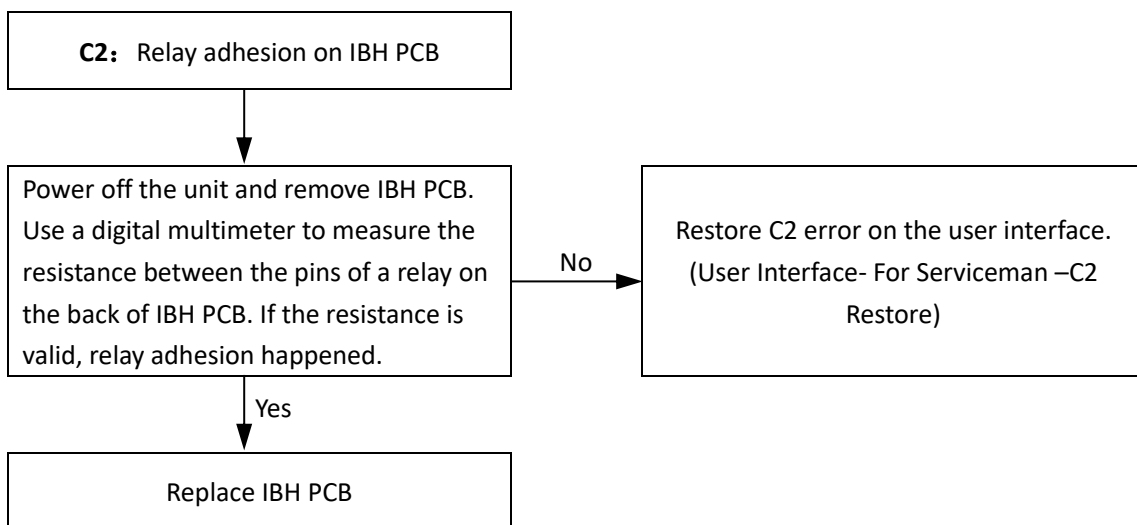 C2：Relay adhesion on IBH PCB
Power off the unit and remove IBH PCB.
Use a digital multimeter to measure the
resistance between the pins of a relay on
the back of IBH PCB. If the resistance is
valid, relay adhesion happened.
No
Restore C2 error on the user interface.
(User Interface- For Serviceman –C2
Restore)
Yes
Replace IBH PCB